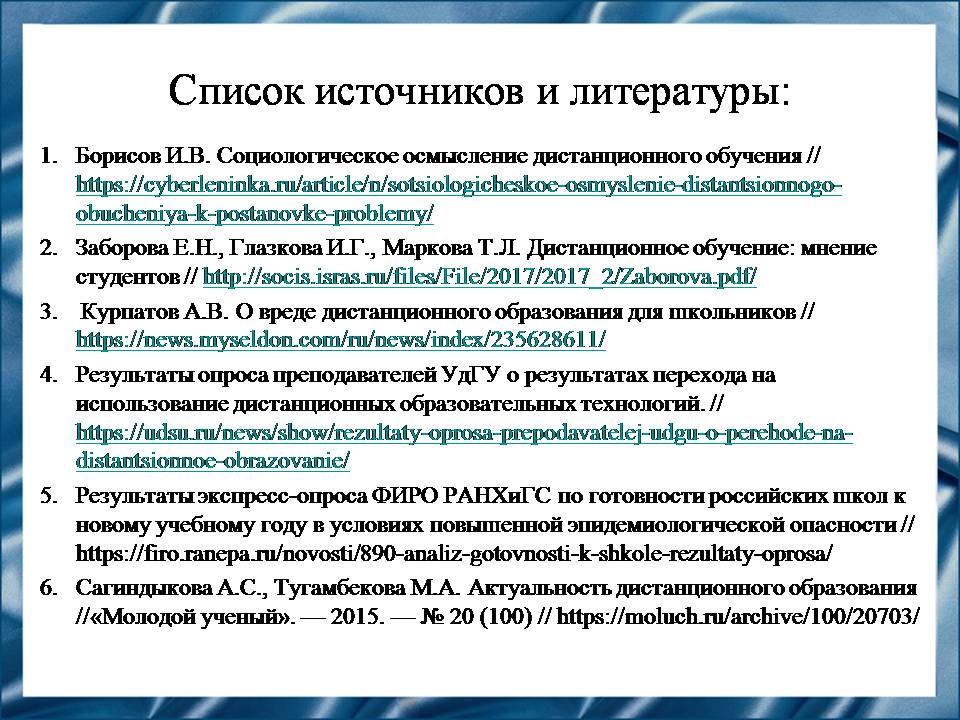 Список источников и литературы:
1. Борисов И.В. Социологическое осмысление дистанционного обучения //
https://cyberleninka.ru/article/n/sotsiologicheskoe-osmyslenie-distantsionnogo-
obucheniya-k-postanovke-problemy/
2. Заборова Е.Н., Глазкова И.Г., Маркова Т.Л. Дистанционное обучение: мнение
студентов // http://socis.isras.ru/files/File/2017/2017_2/Zaborova.pdf/
3. Курпатов А.В. О вреде дистанционного образования для школьников //
https://news.myseldon.com/ru/news/index/235628611/
4. Результаты опроса преподавателей УдГУ о результатах перехода на
использование дистанционных образовательных технологий. //
https://udsu.ru/news/show/rezultaty-oprosa-prepodavatelej-udgu-o-perehode-na-
distantsionnoe-obrazovanie/
5. Результаты экспресс-опроса ФИРО РАНХиГС по готовности российских школ к
новому учебному году в условиях повышенной эпидемиологической опасности //
https://firo.ranepa.ru/novosti/890-analiz-gotovnosti-k-shkole-rezultaty-oprosa/
6. Сагиндыкова А.С., Тугамбекова М.А. Актуальность дистанционного образования
//«Молодой ученый». — 2015. — № 20 (100) // https://moluch.ru/archive/100/20703/